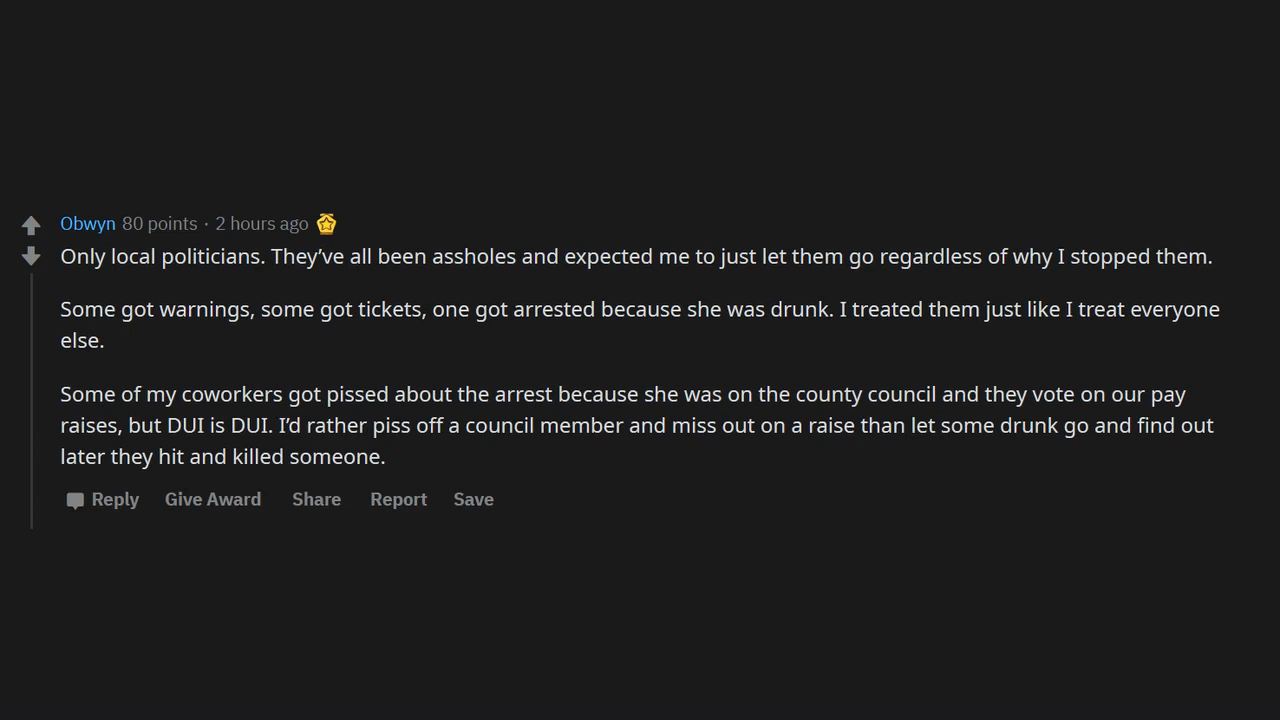 Obwyn 80 points · 2 hours ago
Only local politicians. They’ve all been assholes and expected me to just let them go regardless of why I stopped them.
Some got warnings, some got tickets, one got arrested because she was drunk. I treated them just like I treat everyone
else.
Some of my coworkers got pissed about the arrest because she was on the county council and they vote on our pay
raises, but DUI is DUI. I’d rather piss off a council member and miss out on a raise than let some drunk go and find out
later they hit and killed someone.
Reply Give Award Share Report Save